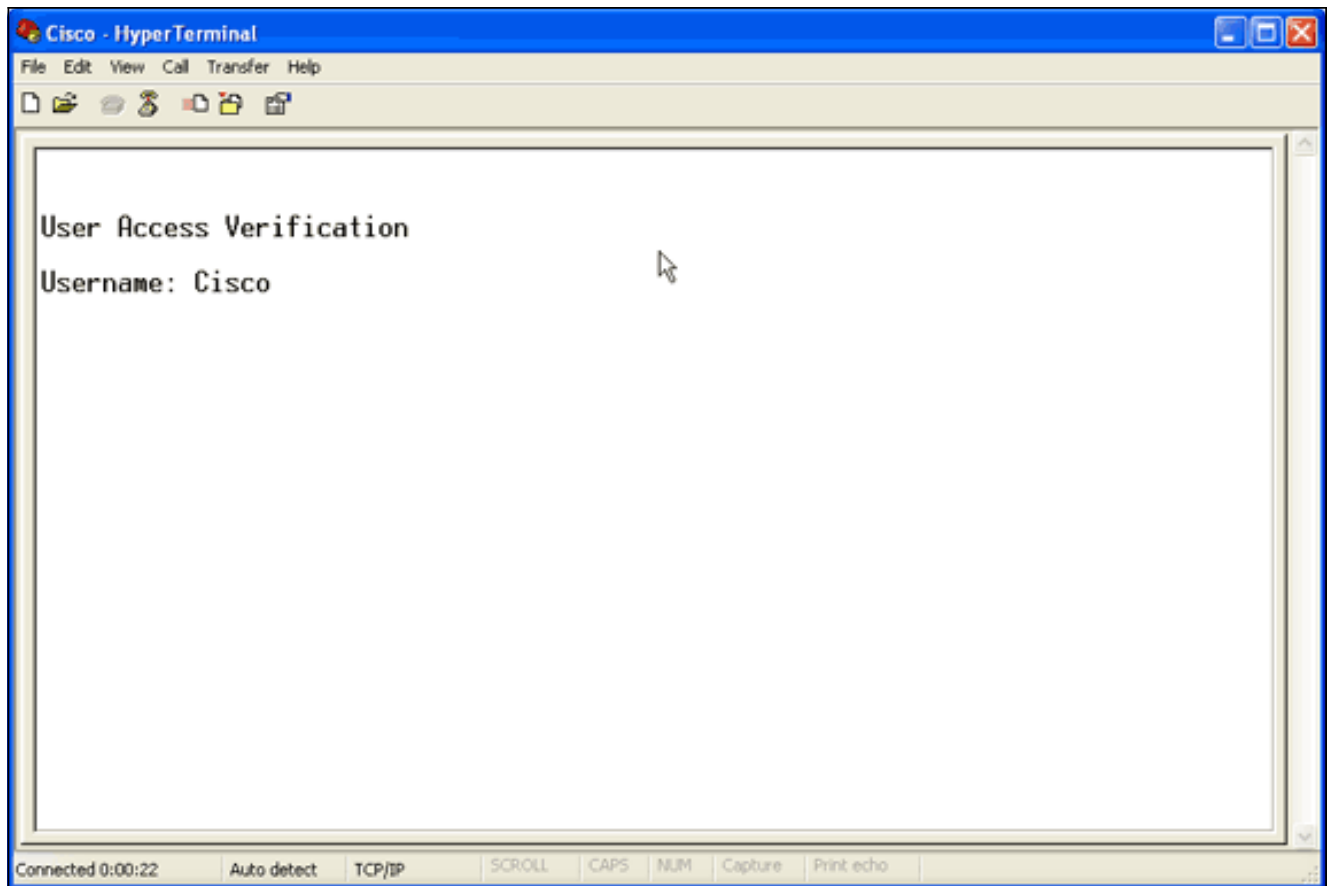 Cisco - HyperTerminal
File Edit View Call Transfer Help
User Access Verification
Username: Cisco
Connected 0:00:22 Auto detect TCP/IP SCROLL CAPS NUM Capture Print echo